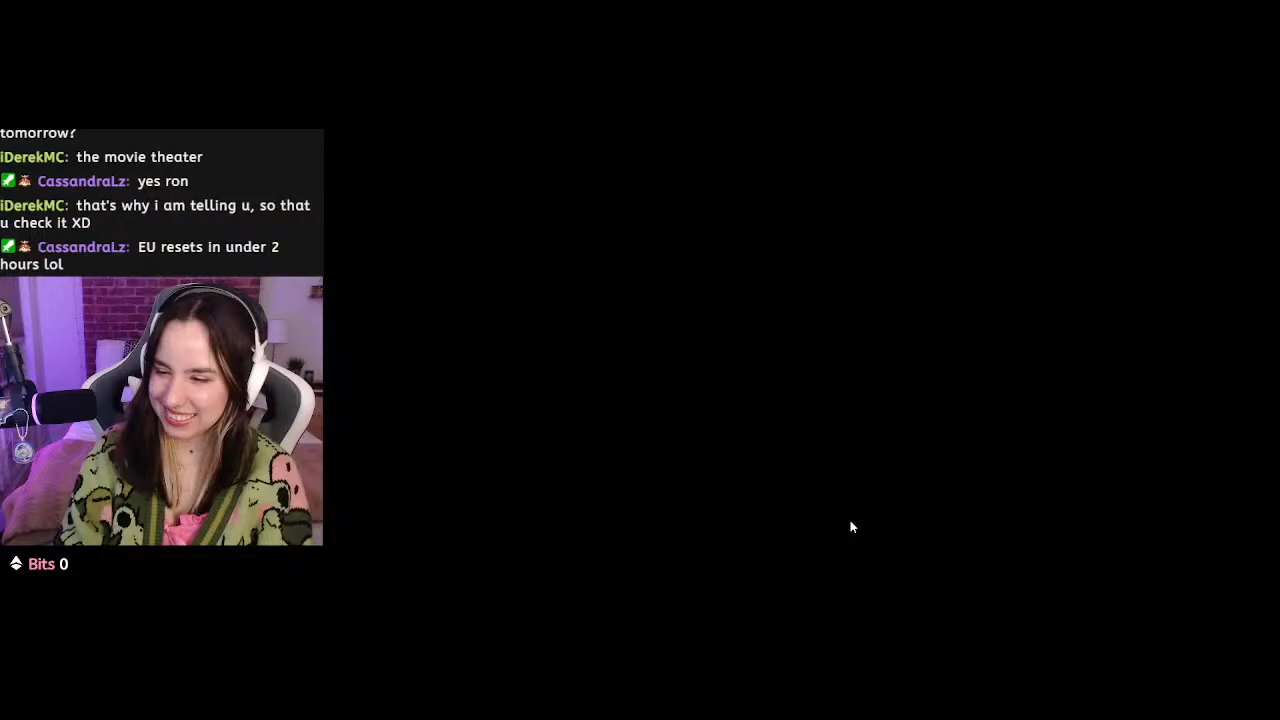 tomorrow?
iDerekMC: the movie theater
CassandraLz: yes ron
iDerekMC: that's why i am telling u, so that
u check it XD
CassandraLz: EU resets in under 2
hours lol
Bits 0